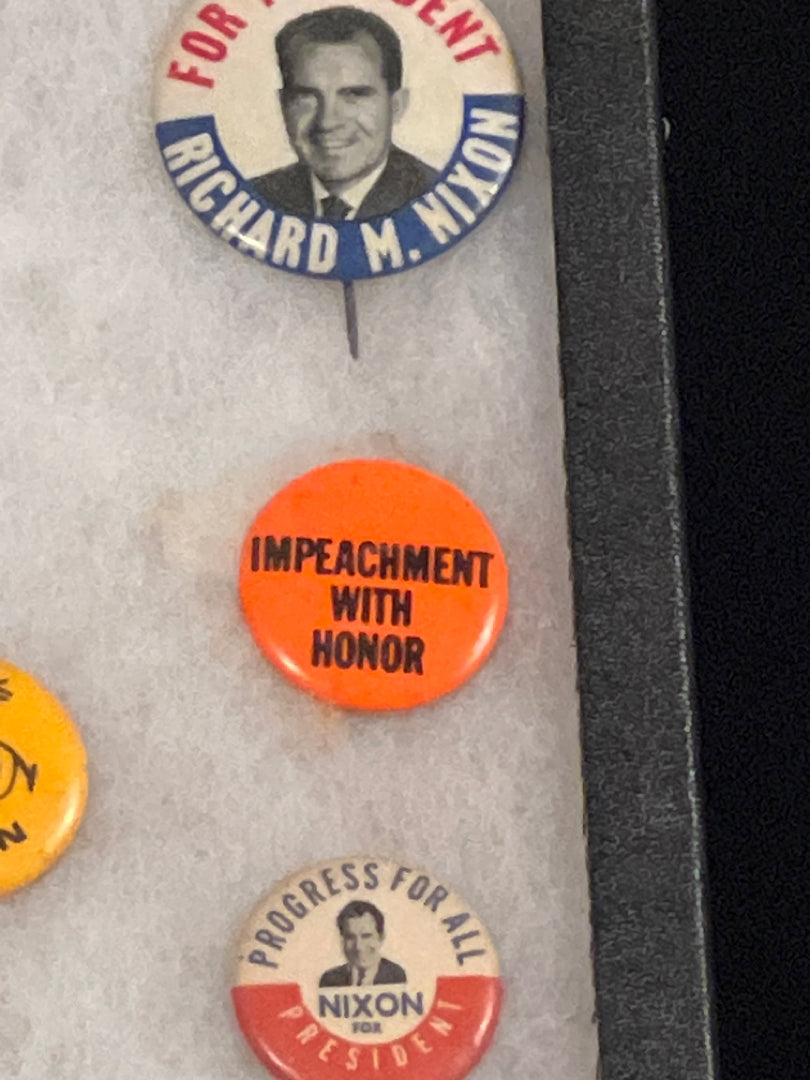 FOR
RICHARD M. NIXON
IMPEACHMENT
WITH
HONOR
PROGRESS FOR ALL
NIXON
FOR
PRESIDENT